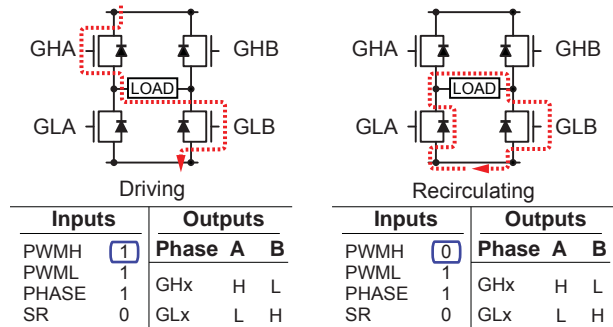 GHA
GHB
LOAD
GLA
GLB
Driving
Inputs Outputs
PWMH 1 Phase A B
PWML 1
PHASE 1
SR 0
GHx H L
GLx L H
GHA
GHB
LOAD
GLA
GLB
Recirculating
Inputs Outputs
PWMH 0 Phase A B
PWML 1
PHASE 1
SR 0
GHx H L
GLx L H